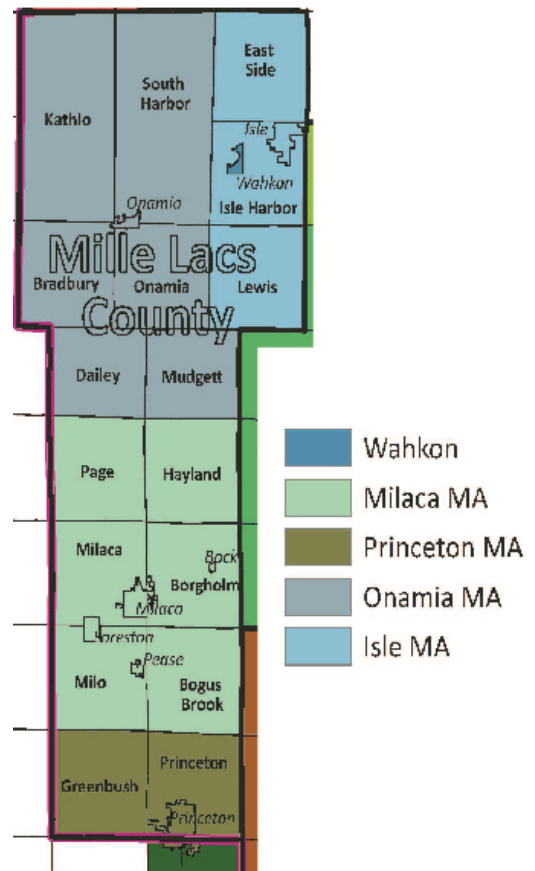 East
Side
South
Harbor
Kathio
Isle
Wahkon
Onamia
Isle Harbor
Mille Lacs
County
Bradbury
Onamia
Lewis
Dailey
Mudgett
Page
Hayland
Milaca
Bock
Borgholm
Milaca
oreston
Pease
Milo
Bogus
Brook
Princeton
Greenbush
Princeton
Wahkon
Milaca MA
Princeton MA
Onamia MA
Isle MA